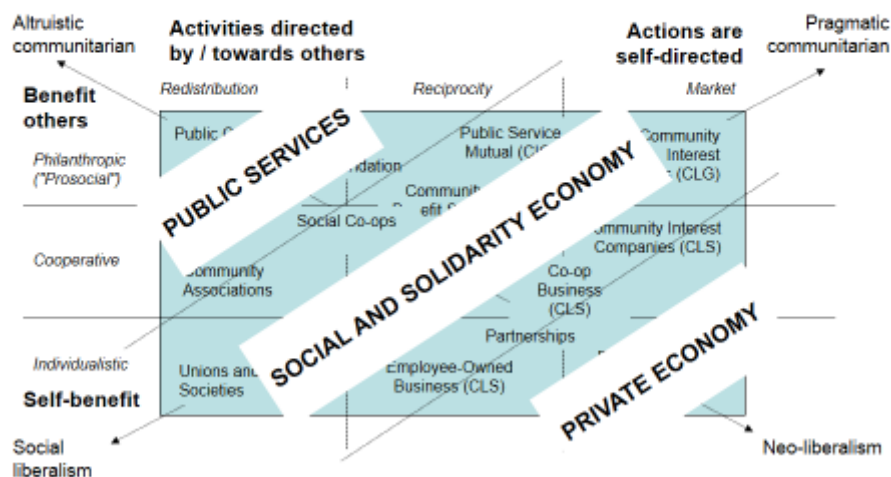 Altruistic
communitarian
Activities directed
by / towards others
Actions are
self-directed
Pragmatic
communitarian
Redistribution
Reciprocity
Market
Benefit
others
Philanthropic
("Prosocial")
Public
PUBLIC SERVICES
Public Service
Mutual
Community
Interest
(CLG)
Community
Social Co-ops
SOCIAL AND SOLIDARITY ECONOMY
Interest
Companies (CLS)
Cooperative
Community
Associations
Co-op
Business
(CLS)
Partnerships
Individualistic
Self-benefit
Unions and
Societies
Employee-Owned
Business (CLS)
PRIVATE ECONOMY
Social
liberalism
Neo-liberalism